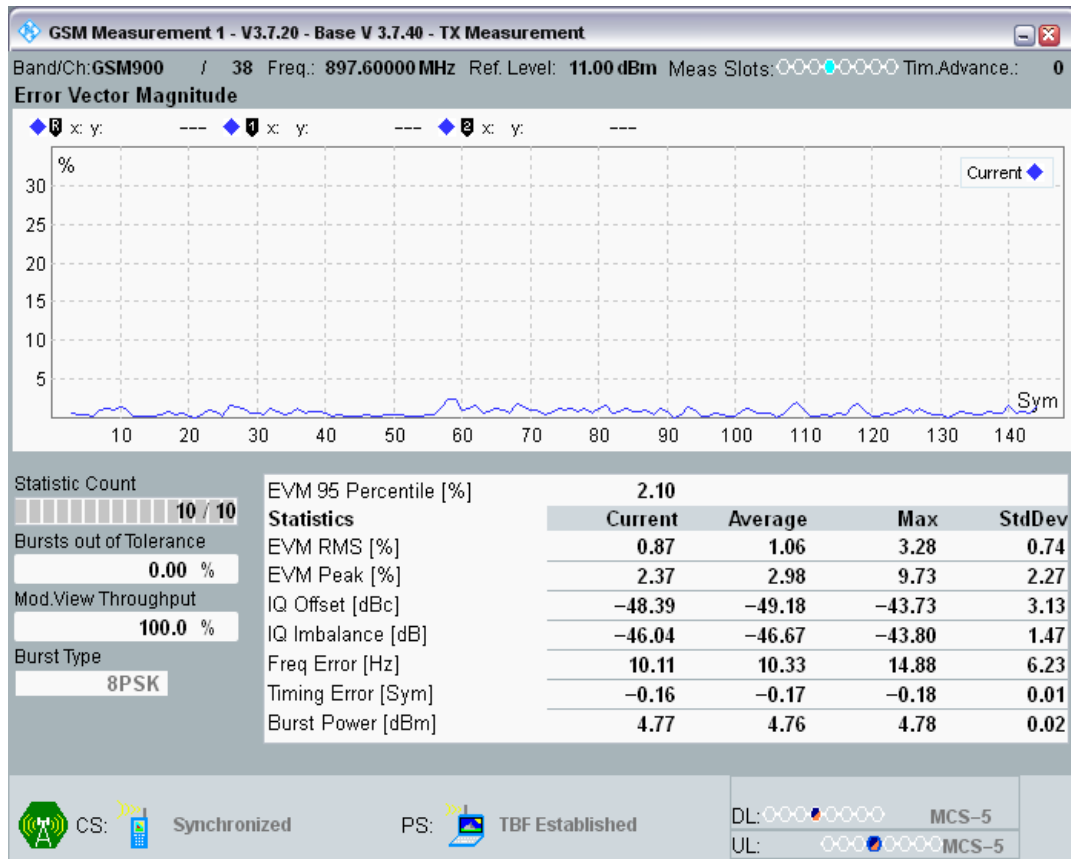 GSM Measurement 1 - V3.7.20 - Base V 3.7.40 - TX Measurement
Band/Ch:GSM900 / 38 Freq.: 897.60000 MHz Ref. Level: 11.00 dBm Meas Slots: Tim.Advance.: 0
Error Vector Magnitude
R x: y: --- 1 x: y: --- 2 x: y: ---
%
Current
30
25
20
15
10
5
Sym
10 20 30 40 50 60 70 80 90 100 110 120 130 140
Statistic Count
10 / 10
Bursts out of Tolerance
0.00 %
Mod.View Throughput
100.0 %
Burst Type
8PSK
EVM 95 Percentile [%] 2.10
Statistics Current Average Max StdDev
EVM RMS [%] 0.87 1.06 3.28 0.74
EVM Peak [%] 2.37 2.98 9.73 2.27
IQ Offset [dBc] −48.39 −49.18 −43.73 3.13
IQ Imbalance [dB] −46.04 −46.67 −43.80 1.47
Freq Error [Hz] 10.11 10.33 14.88 6.23
Timing Error [Sym] −0.16 −0.17 −0.18 0.01
Burst Power [dBm] 4.77 4.76 4.78 0.02
CS: Synchronized PS: TBF Established
DL: MCS−5
UL: MCS−5